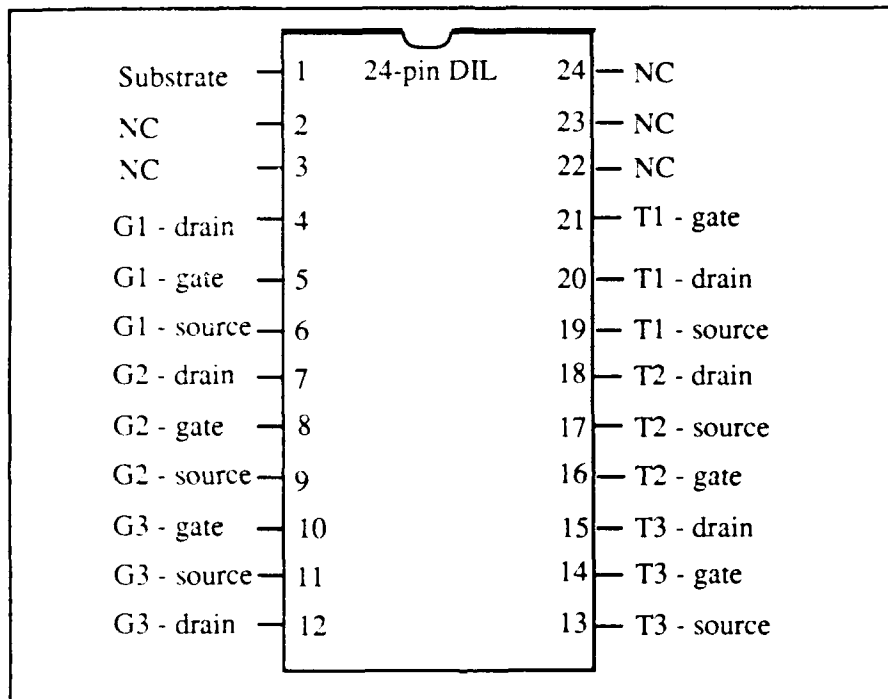 Substrate 1 24-pin DIL 24 NC
NC 2 23 NC
NC 3 22 NC
G1 - drain 4 21 T1 - gate
G1 - gate 5 20 T1 - drain
G1 - source 6 19 T1 - source
G2 - drain 7 18 T2 - drain
G2 - gate 8 17 T2 - source
G2 - source 9 16 T2 - gate
G3 - gate 10 15 T3 - drain
G3 - source 11 14 T3 - gate
G3 - drain 12 13 T3 - source